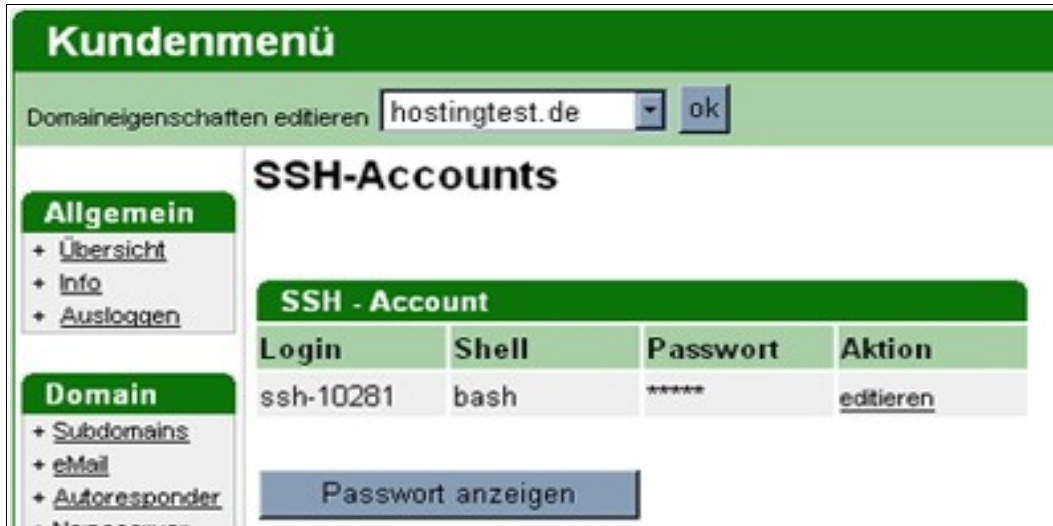 Kundenmenü
Domaineigenschaften editieren hostingtest.de ok
SSH-Accounts
Allgemein
+ Übersicht
+ Info
+ Ausloggen
SSH - Account
Login Shell Passwort Aktion
ssh-10281 bash ***** editieren
Passwort anzeigen
Domain
+ Subdomains
+ eMail
+ Autoresponder